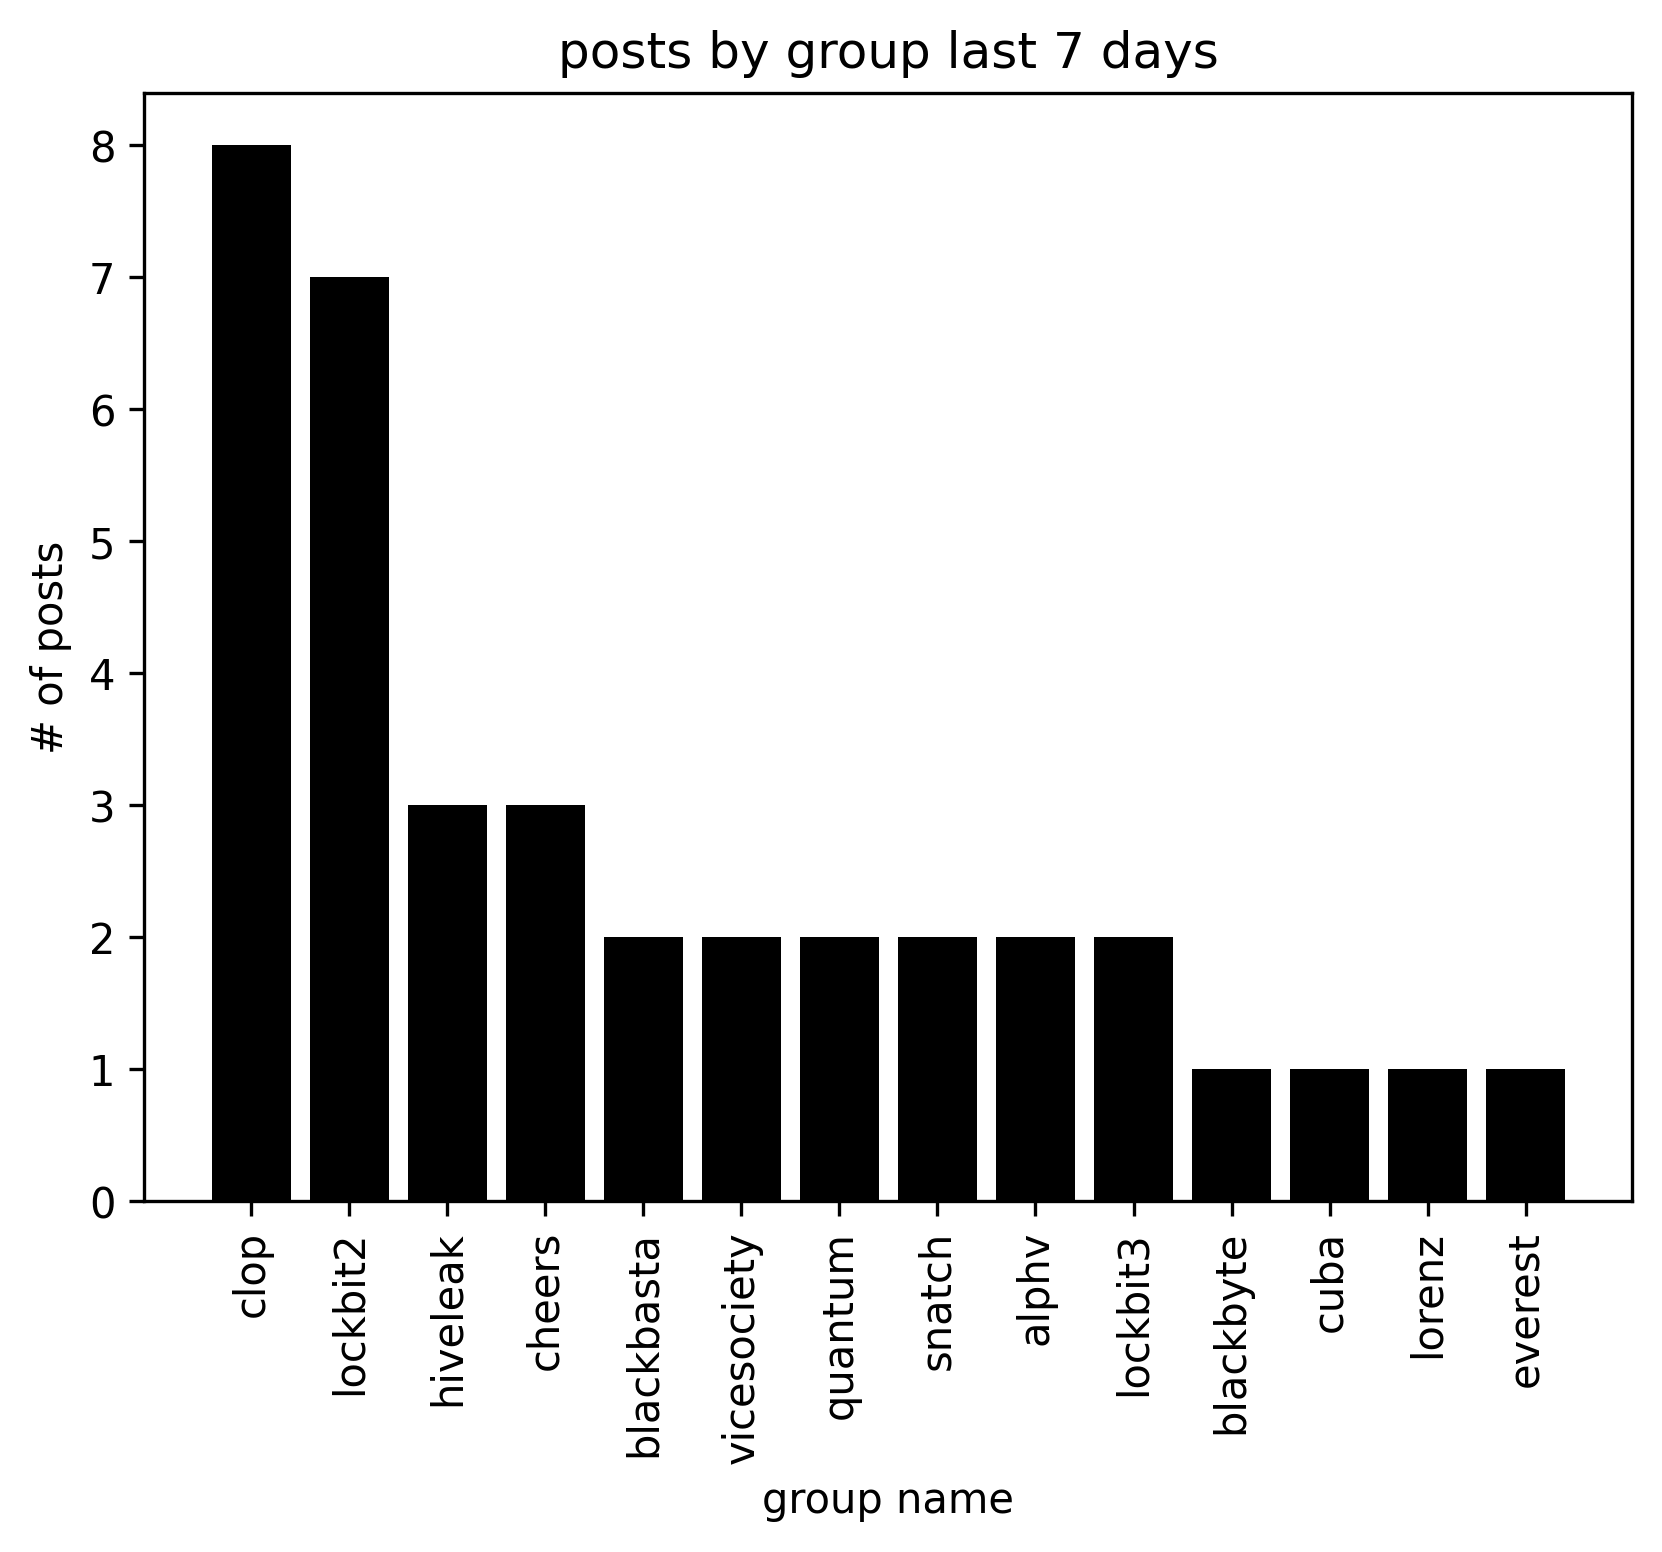 posts by group last 7 days
8
7
6
5
4
3
2
1
0
# of posts
clop
lockbit2
hiveleak
cheers
blackbasta
vicesociety
quantum
snatch
alphv
lockbit3
blackbyte
cuba
lorenz
everest
group name